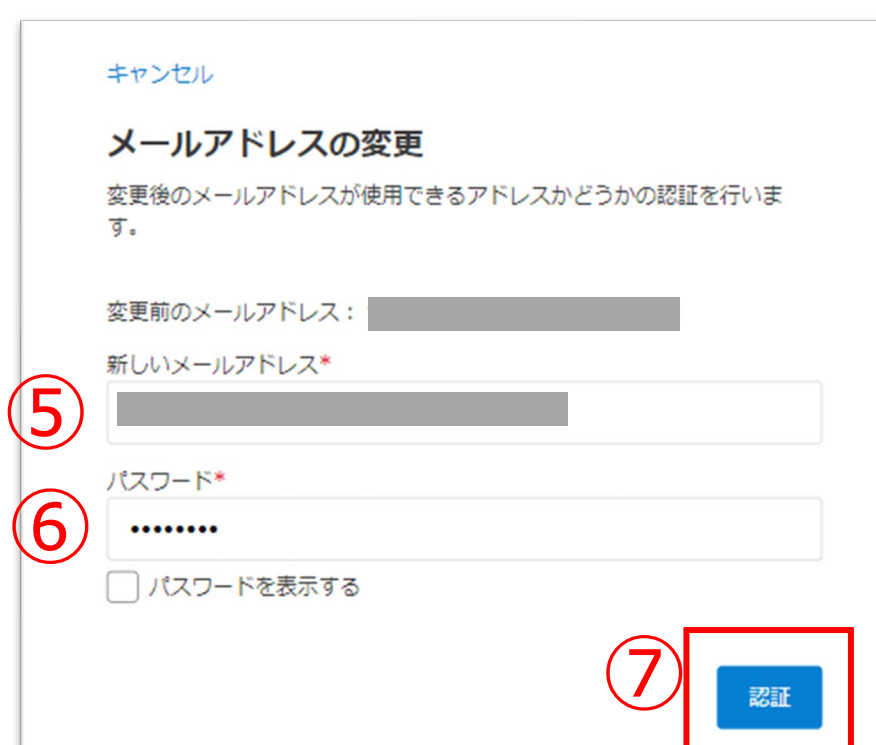 キャンセル
メールアドレスの変更
変更後のメールアドレスが使用できるアドレスかどうかの認証を行いま
す。
変更前のメールアドレス：
新しいメールアドレス*
⑤
パスワード*
⑥ ••••••••
パスワードを表示する
⑦ 認証